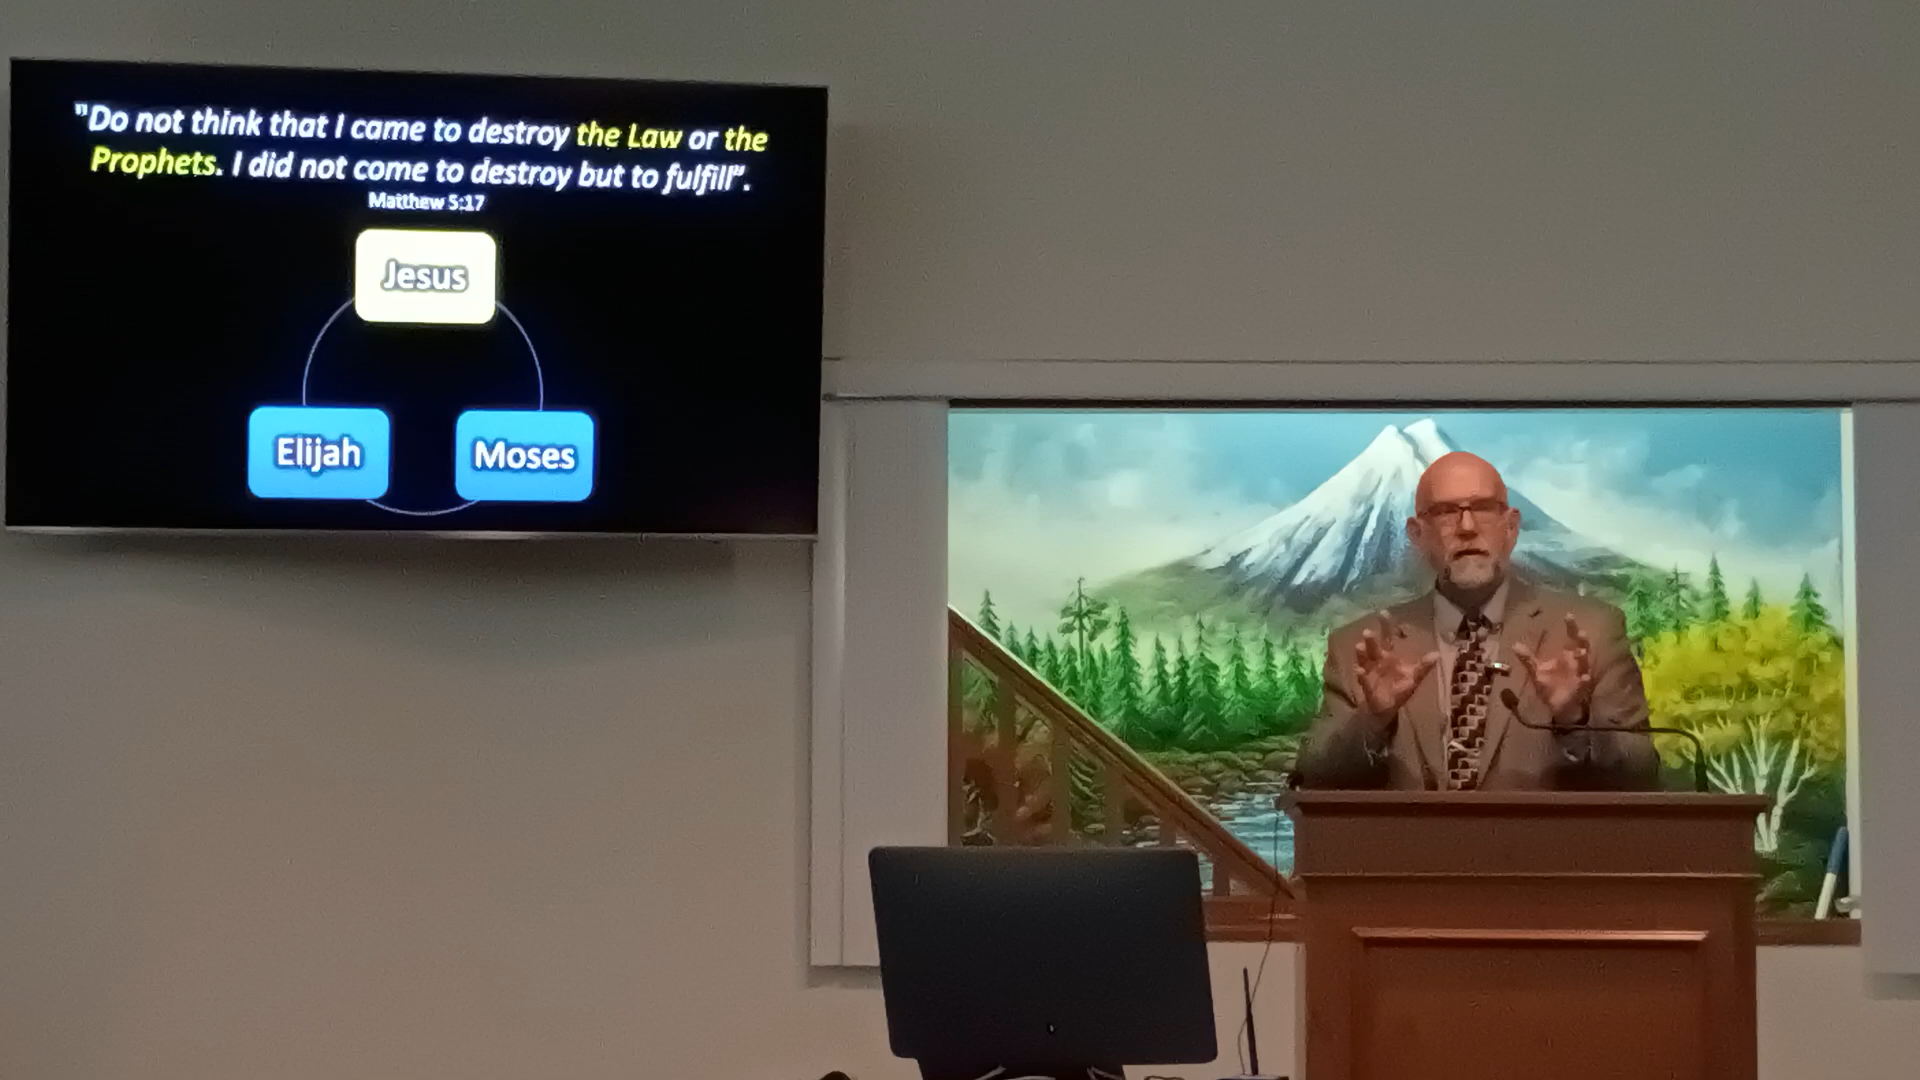 "Do not think that I came to destroy the Law or the
Prophets. I did not come to destroy but to fulfill".
Matthew 5:17
Jesus
Elijah
Moses